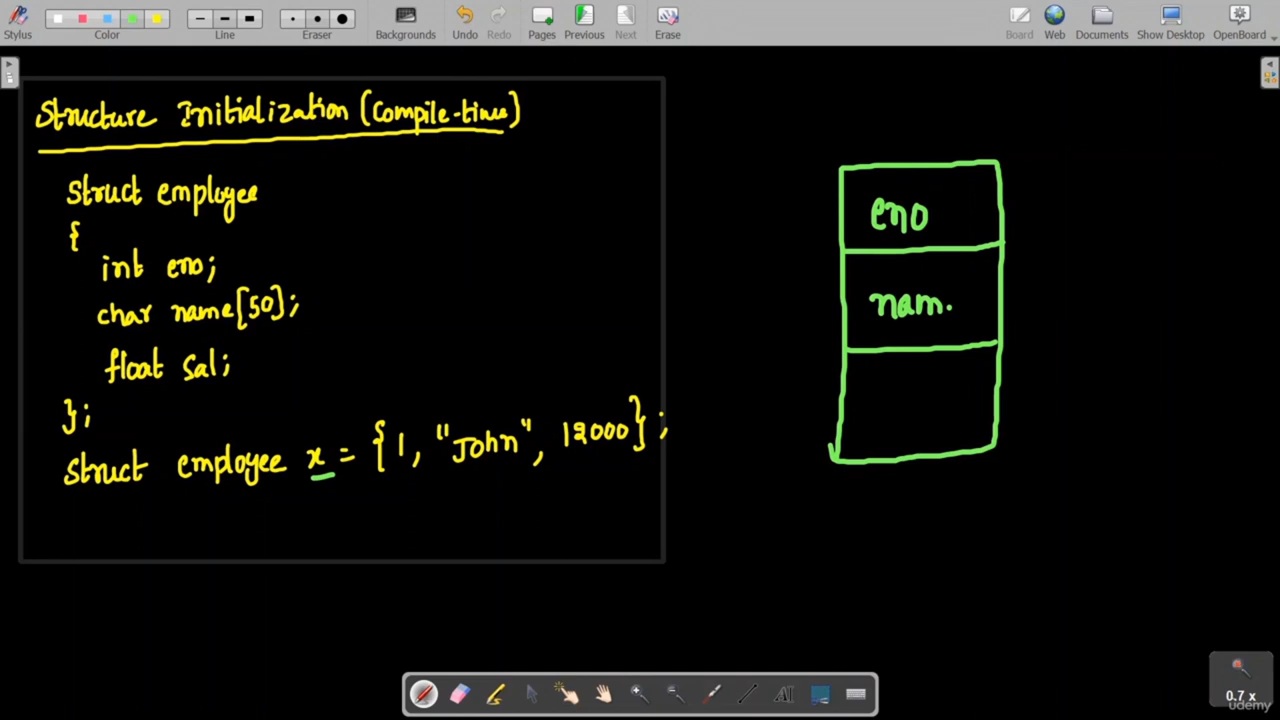 Stylus Color Line Eraser Backgrounds Undo Redo Pages Previous Next Erase Board Web Documents Show Desktop OpenBoard
Structure Initialization (Compile-time)
Struct employee
{
int eno;
char name[50];
float sal;
};
Struct employee x = {1, "John", 12000};
eno
nam.
0.7 x
udemy